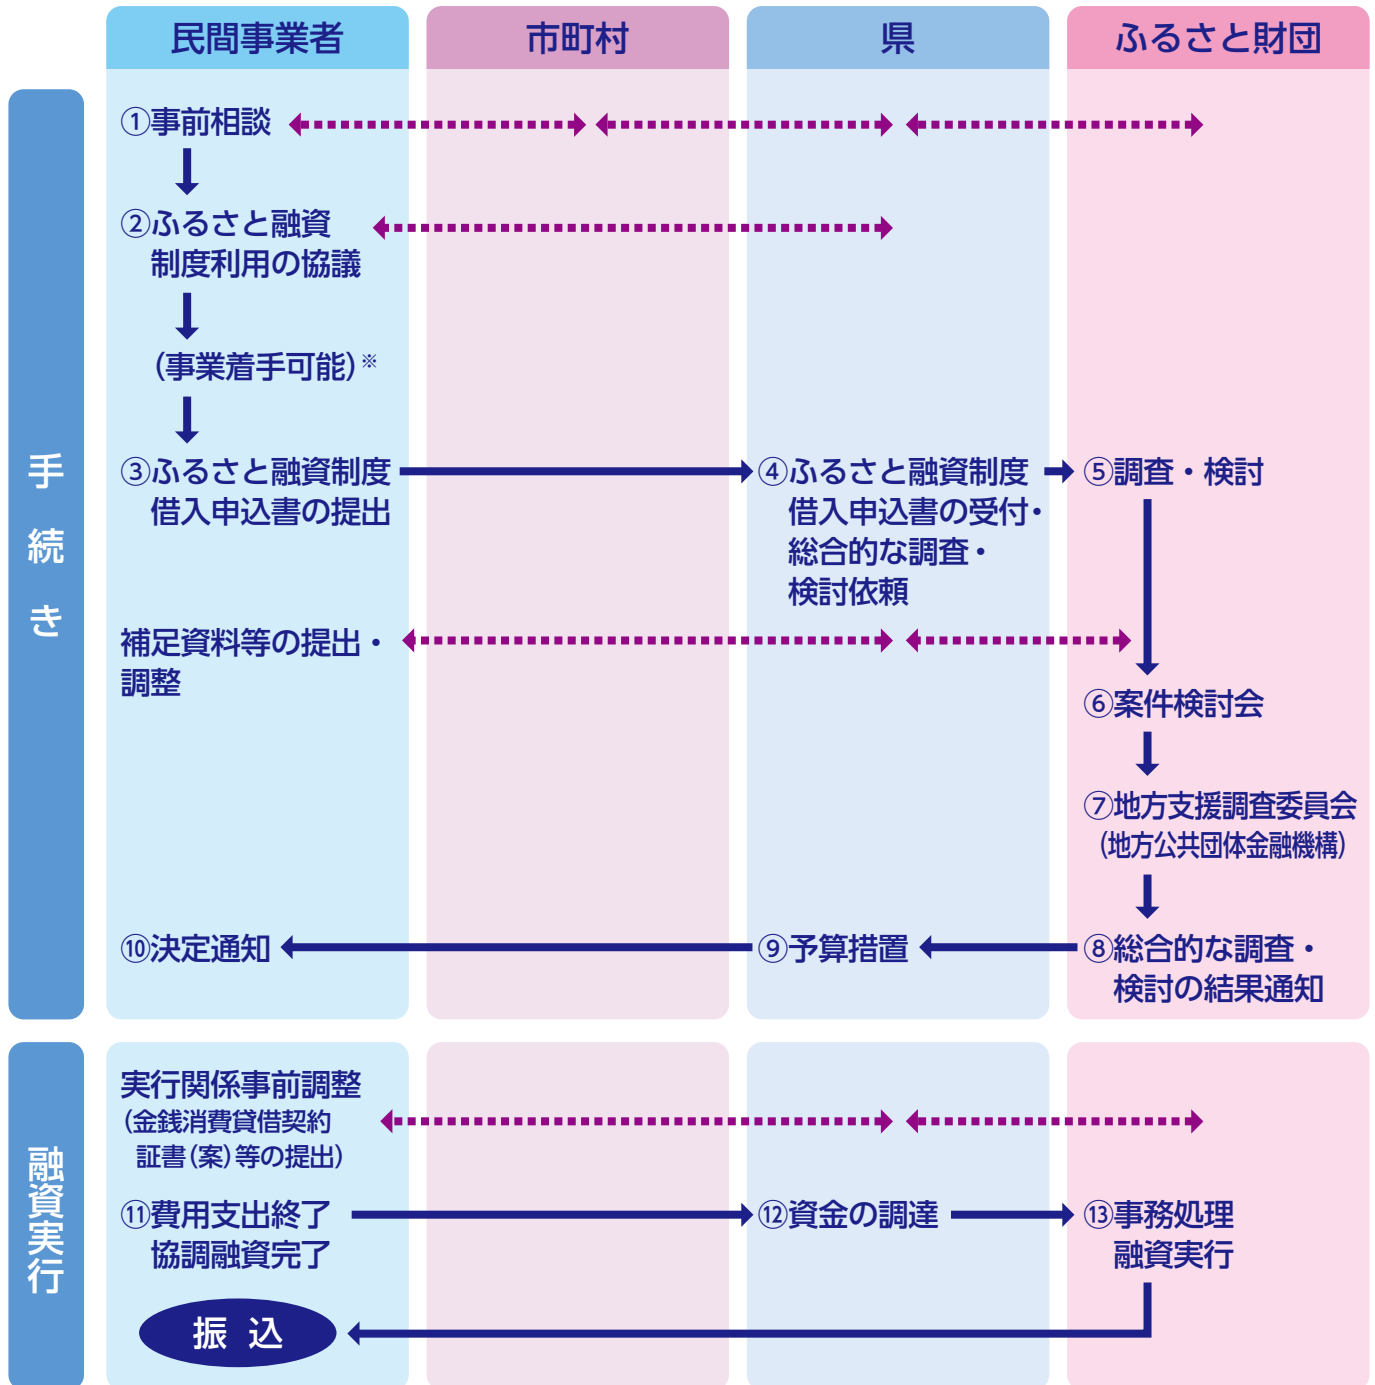 民間事業者
市町村
県
ふるさと財団
手続き
①事前相談
②ふるさと融資
制度利用の協議
(事業着手可能)※
③ふるさと融資制度
借入申込書の提出
④ふるさと融資制度
借入申込書の受付・
総合的な調査・
検討依頼
⑤調査・検討
補足資料等の提出・
調整
⑥案件検討会
⑦地方支援調査委員会
(地方公共団体金融機構)
⑧総合的な調査・
検討の結果通知
⑨予算措置
⑩決定通知
融資実行
実行関係事前調整
(金銭消費貸借契約
証書(案)等の提出)
⑪費用支出終了
協調融資完了
⑫資金の調達
⑬事務処理
融資実行
振込